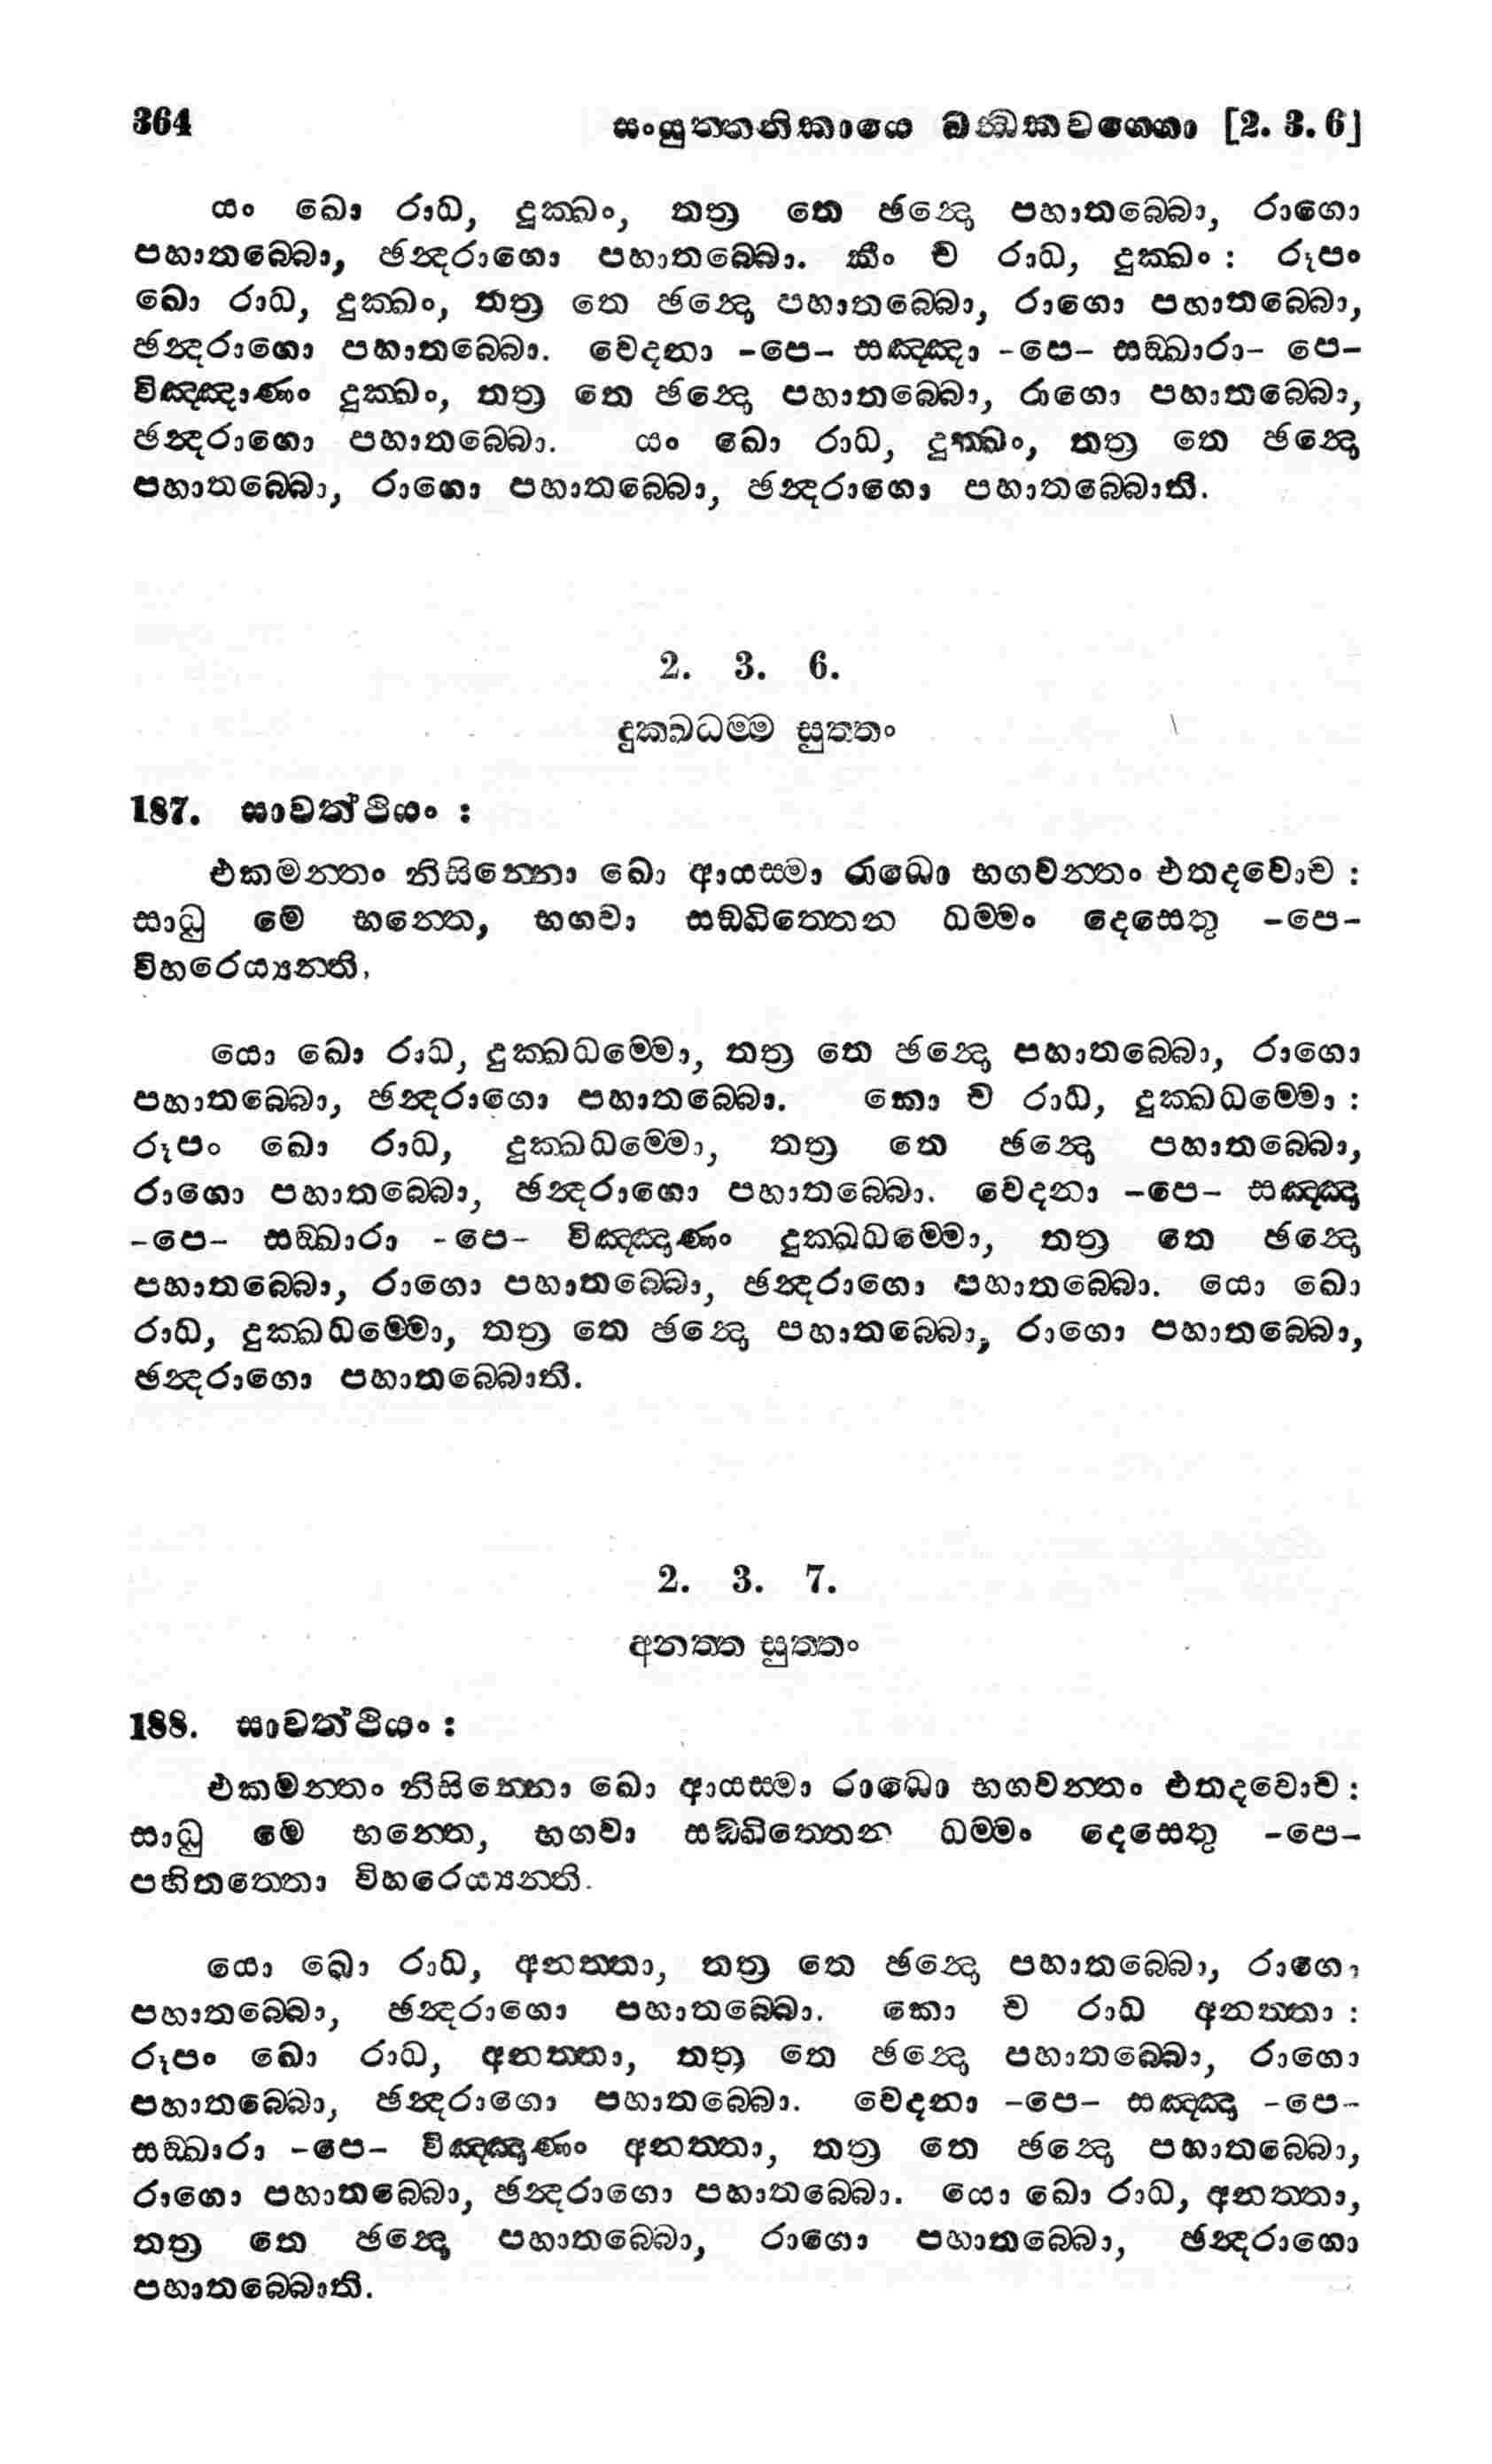 364 සංයුත්තනිකායෙ ඛන්ධකවග්ගො [2. 3. 6]
යං ඛො රාධ, දුක්ඛං, තත්‍ර තෙ ඡන්‍දො පහාතබ්බො, රාගො
පහාතබ්බො, ඡන්‍දරාගො පහාතබ්බො. කිං ච රාධ, දුක්ඛං : රූපං
ඛො රාධ, දුක්ඛං, තත්‍ර තෙ ඡන්‍දො පහාතබ්බො, රාගො පහාතබ්බො,
ඡන්‍දරාගො පහාතබ්බො. වෙදනා -පෙ- සඤ්ඤා -පෙ- සඞ්ඛාරා- පෙ-
විඤ්ඤාණං දුක්ඛං, තත්‍ර තෙ ඡන්‍දො පහාතබ්බො, රාගො පහාතබ්බො,
ඡන්‍දරාගො පහාතබ්බො. යං ඛො රාධ, දුක්ඛං, තත්‍ර තෙ ඡන්‍දො
පහාතබ්බො, රාගො පහාතබ්බො, ඡන්‍දරාගො පහාතබ්බොති.
2. 3. 6.
දුක්ඛධම්ම සුත්තං
187. සාවත්ථියං :
එකමන්තං නිසින්නො ඛො ආයස්මා රාධො භගවන්තං එතදවොච :
සාධු මෙ භන්තෙ, භගවා සඞ්ඛිත්තෙන ධම්මං දෙසෙතු -පෙ-
විහරෙය්‍යන්ති.
යො ඛො රාධ, දුක්ඛධම්මො, තත්‍ර තෙ ඡන්‍දො පහාතබ්බො, රාගො
පහාතබ්බො, ඡන්‍දරාගො පහාතබ්බො. කො ච රාධ, දුක්ඛධම්මො :
රූපං ඛො රාධ, දුක්ඛධම්මො, තත්‍ර තෙ ඡන්‍දො පහාතබ්බො,
රාගො පහාතබ්බො, ඡන්‍දරාගො පහාතබ්බො. වෙදනා -පෙ- සඤ්ඤා
-පෙ- සඞ්ඛාරා -පෙ- විඤ්ඤාණං දුක්ඛධම්මො, තත්‍ර තෙ ඡන්‍දො
පහාතබ්බො, රාගො පහාතබ්බො, ඡන්‍දරාගො පහාතබ්බො. යො ඛො
රාධ, දුක්ඛධම්මො, තත්‍ර තෙ ඡන්‍දො පහාතබ්බො, රාගො පහාතබ්බො,
ඡන්‍දරාගො පහාතබ්බොති.
2. 3. 7.
අනත්ත සුත්තං
188. සාවත්ථියං :
එකමන්තං නිසින්නො ඛො ආයස්මා රාධො භගවන්තං එතදවොච :
සාධු මෙ භන්තෙ, භගවා සඞ්ඛිත්තෙන ධම්මං දෙසෙතු -පෙ-
පහිතත්තො විහරෙය්‍යන්ති.
යො ඛො රාධ, අනත්තා, තත්‍ර තෙ ඡන්‍දො පහාතබ්බො, රාගො
පහාතබ්බො, ඡන්‍දරාගො පහාතබ්බො. කො ච රාධ අනත්තා :
රූපං ඛො රාධ, අනත්තා, තත්‍ර තෙ ඡන්‍දො පහාතබ්බො, රාගො
පහාතබ්බො, ඡන්‍දරාගො පහාතබ්බො. වෙදනා -පෙ- සඤ්ඤා -පෙ-
සඞ්ඛාරා -පෙ- විඤ්ඤාණං අනත්තා, තත්‍ර තෙ ඡන්‍දො පහාතබ්බො,
රාගො පහාතබ්බො, ඡන්‍දරාගො පහාතබ්බො. යො ඛො රාධ, අනත්තා,
තත්‍ර තෙ ඡන්‍දො පහාතබ්බො, රාගො පහාතබ්බො, ඡන්‍දරාගො
පහාතබ්බොති.